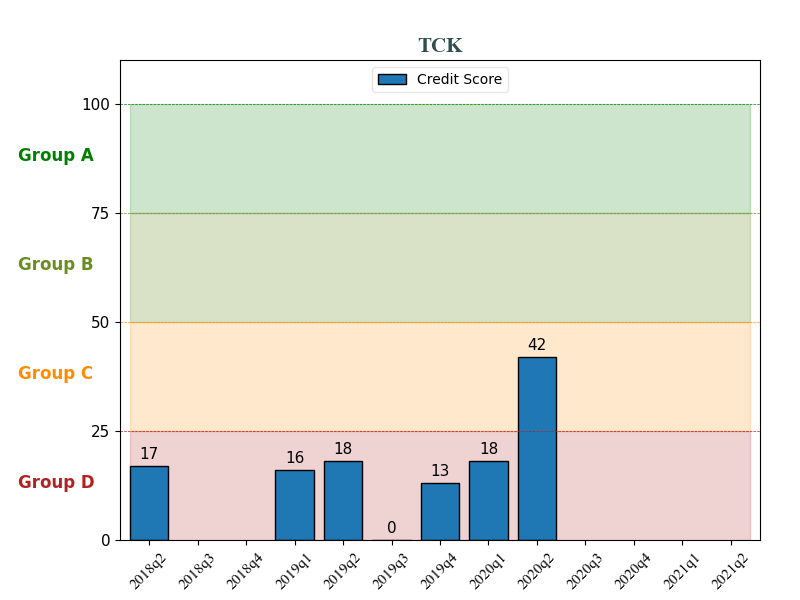 TCK
Credit Score
100
Group A
75
Group B
50
42
Group C
25
17
16
18
0
13
18
Group D
0
2018q2
2018q3
2018q4
2019q1
2019q2
2019q3
2019q4
2020q1
2020q2
2020q3
2020q4
2021q1
2021q2